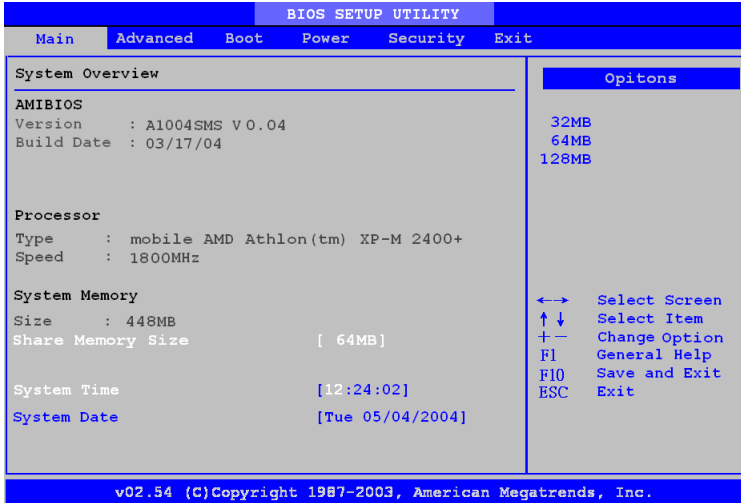 BIOS SETUP UTILITY
Main Advanced Boot Power Security Exit
System Overview
AMIBIOS
Version : A1004SMS V 0.04
Build Date : 03/17/04
Processor
Type : mobile AMD Athlon(tm) XP-M 2400+
Speed : 1800MHz
System Memory
Size : 448MB
Share Memory Size [ 64MB]
System Time [12:24:02]
System Date [Tue 05/04/2004]
Opitons
32MB
64MB
128MB
←→ Select Screen
↑↓ Select Item
+- Change Option
F1 General Help
F10 Save and Exit
ESC Exit
v02.54 (C)Copyright 1987-2003, American Megatrends, Inc.